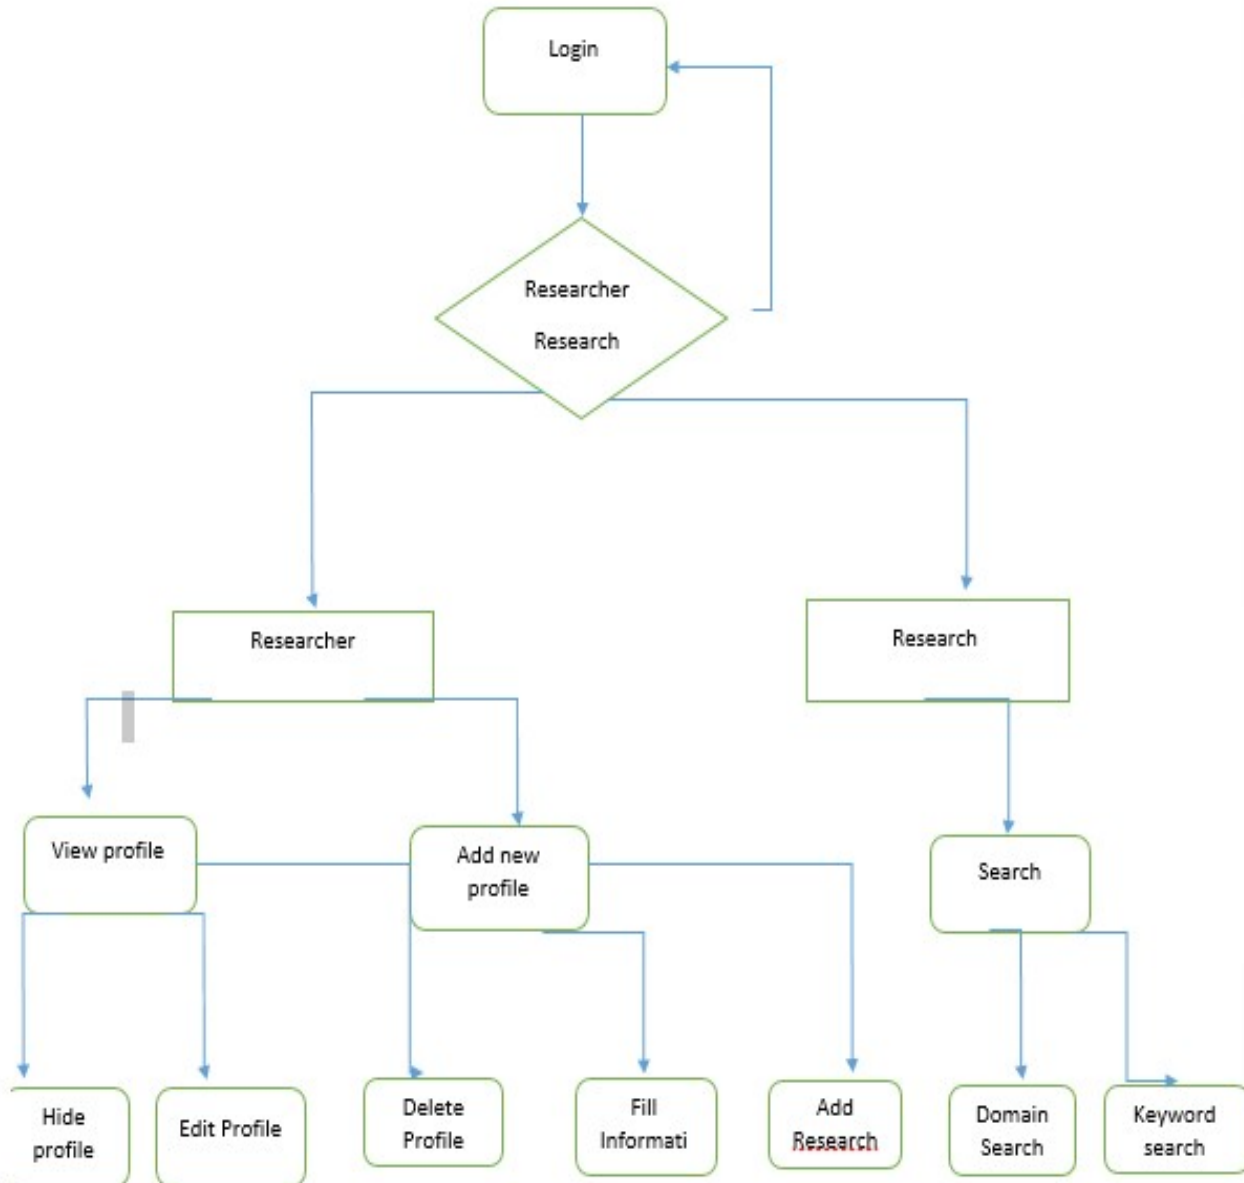 Login
Researcher
Research
Researcher
Research
View profile
Add new
profile
Search
Hide
profile
Edit Profile
Delete
Profile
Fill
Informati
Add
Research
Domain
Search
Keyword
search